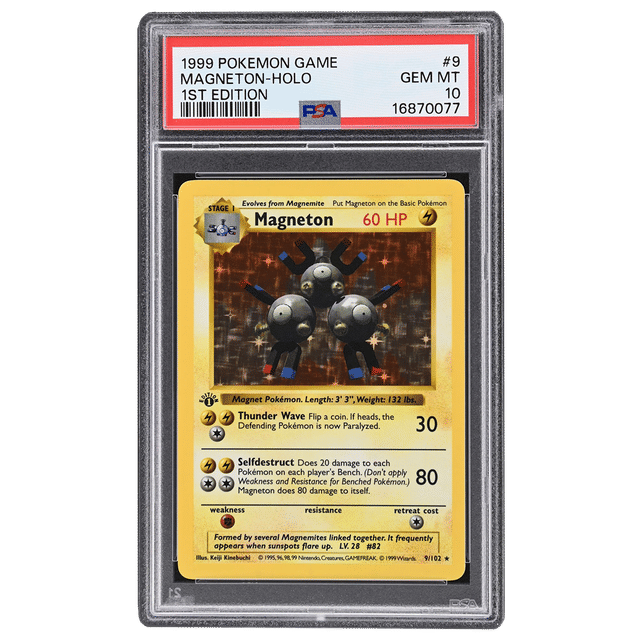 1999 POKEMON GAME #9
MAGNETON-HOLO GEM MT
1ST EDITION 10
PSA 16870077
STAGE 1 Evolves from Magnemite Put Magneton on the Basic Pokémon
Magneton 60 HP
EDITION 1
Magnet Pokémon. Length: 3' 3", Weight: 132 lbs.
Thunder Wave Flip a coin. If heads, the
Defending Pokémon is now Paralyzed. 30
Selfdestruct Does 20 damage to each
Pokémon on each player's Bench. (Don't apply
Weakness and Resistance for Benched Pokémon.)
Magneton does 80 damage to itself. 80
weakness resistance retreat cost
Formed by several Magnemites linked together. It frequently
appears when sunspots flare up. LV. 28 #82
Illus. Keiji Kinebuchi © 1995, 96, 98, 99 Nintendo, Creatures, GAMEFREAK. © 1999 Wizards. 9/102 ★
PSA